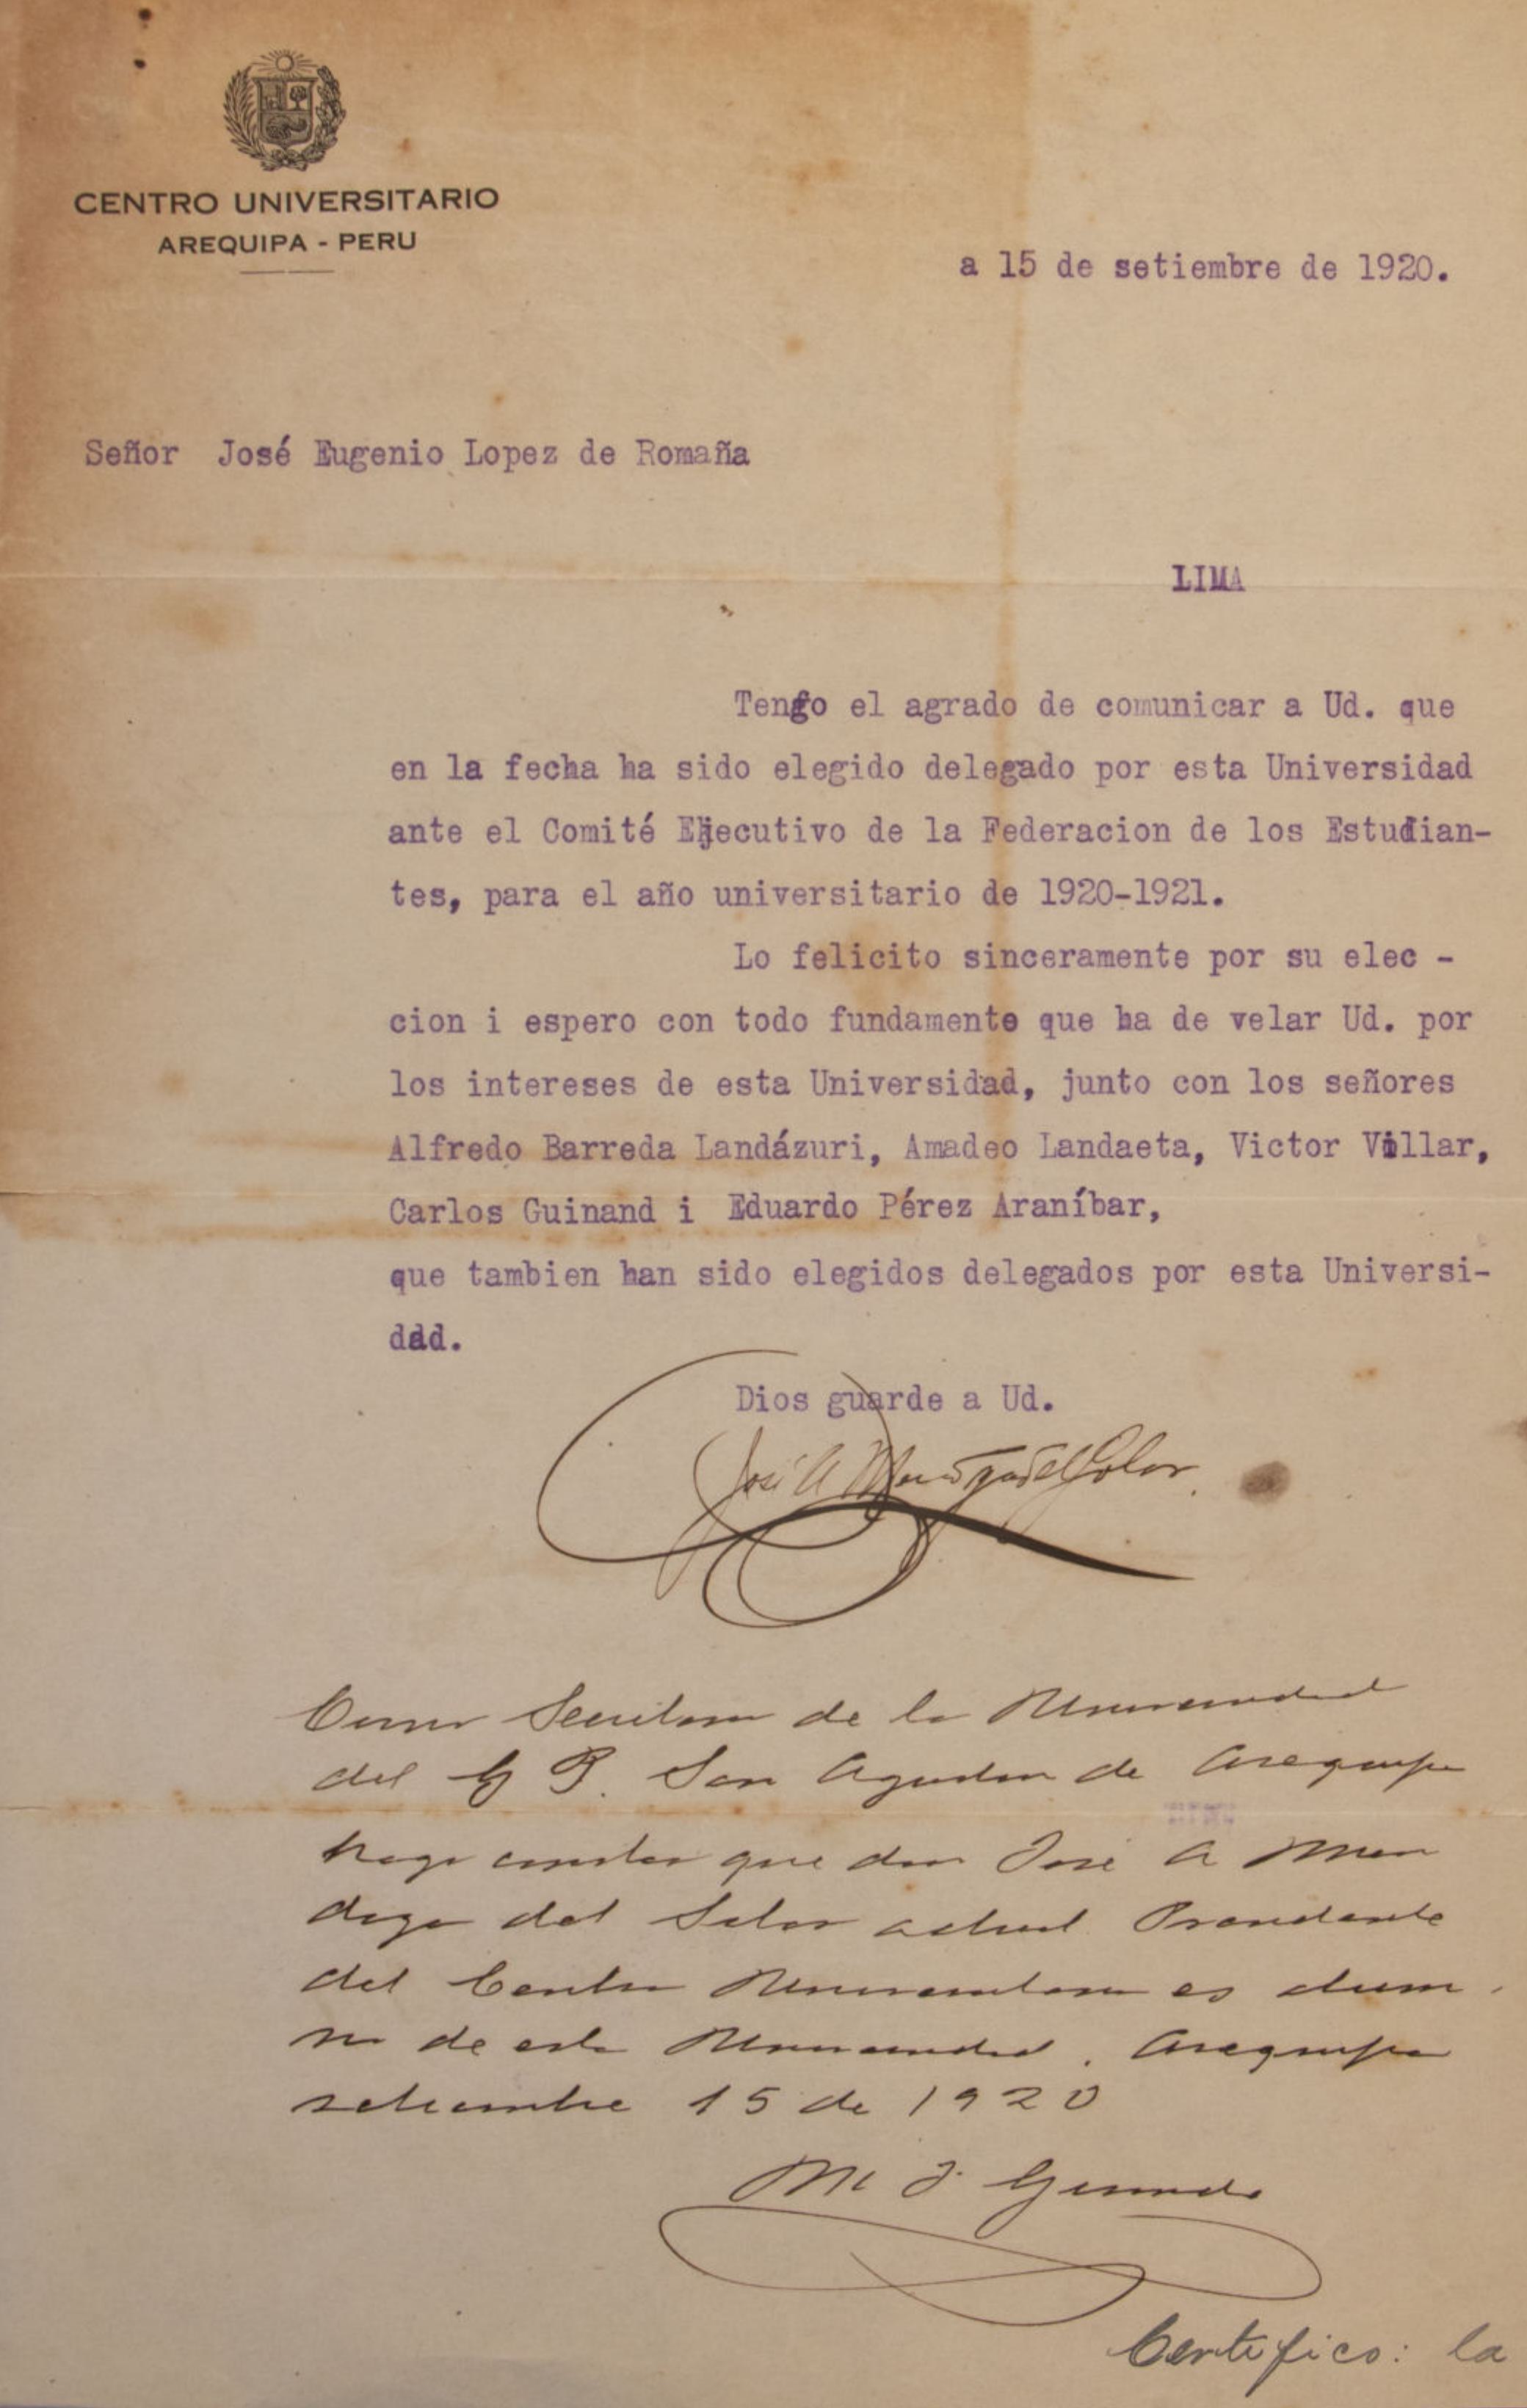 CENTRO UNIVERSITARIO
AREQUIPA - PERU
a 15 de setiembre de 1920.
Señor José Eugenio Lopez de Romaña
LIMA
Tengo el agrado de comunicar a Ud. que
en la fecha ha sido elegido delegado por esta Universidad
ante el Comité Ejecutivo de la Federacion de los Estudian-
tes, para el año universitario de 1920-1921.
Lo felicito sinceramente por su elec -
cion i espero con todo fundamento que ha de velar Ud. por
los intereses de esta Universidad, junto con los señores
Alfredo Barreda Landázuri, Amadeo Landaeta, Victor Villar,
Carlos Guinand i Eduardo Pérez Araníbar,
que tambien han sido elegidos delegados por esta Universi-
dad.
Dios guarde a Ud.
José A Mendoza del Solar
Como Secretario de la Universidad
del G P. San Agustin de Arequipa
hago constar que don José A Men
doza del Solar actual Presidente
del Centro Universitario es alum
no de esta Universidad. Arequipa
setiembre 15 de 1920
Certifico: la